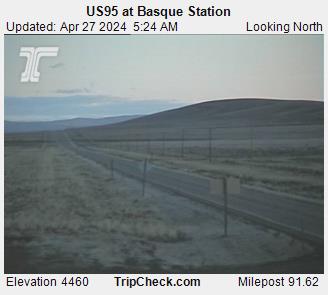 US95 at Basque Station
Updated: Apr 27 2024 5:24 AM Looking North
Elevation 4460 TripCheck.com Milepost 91.62